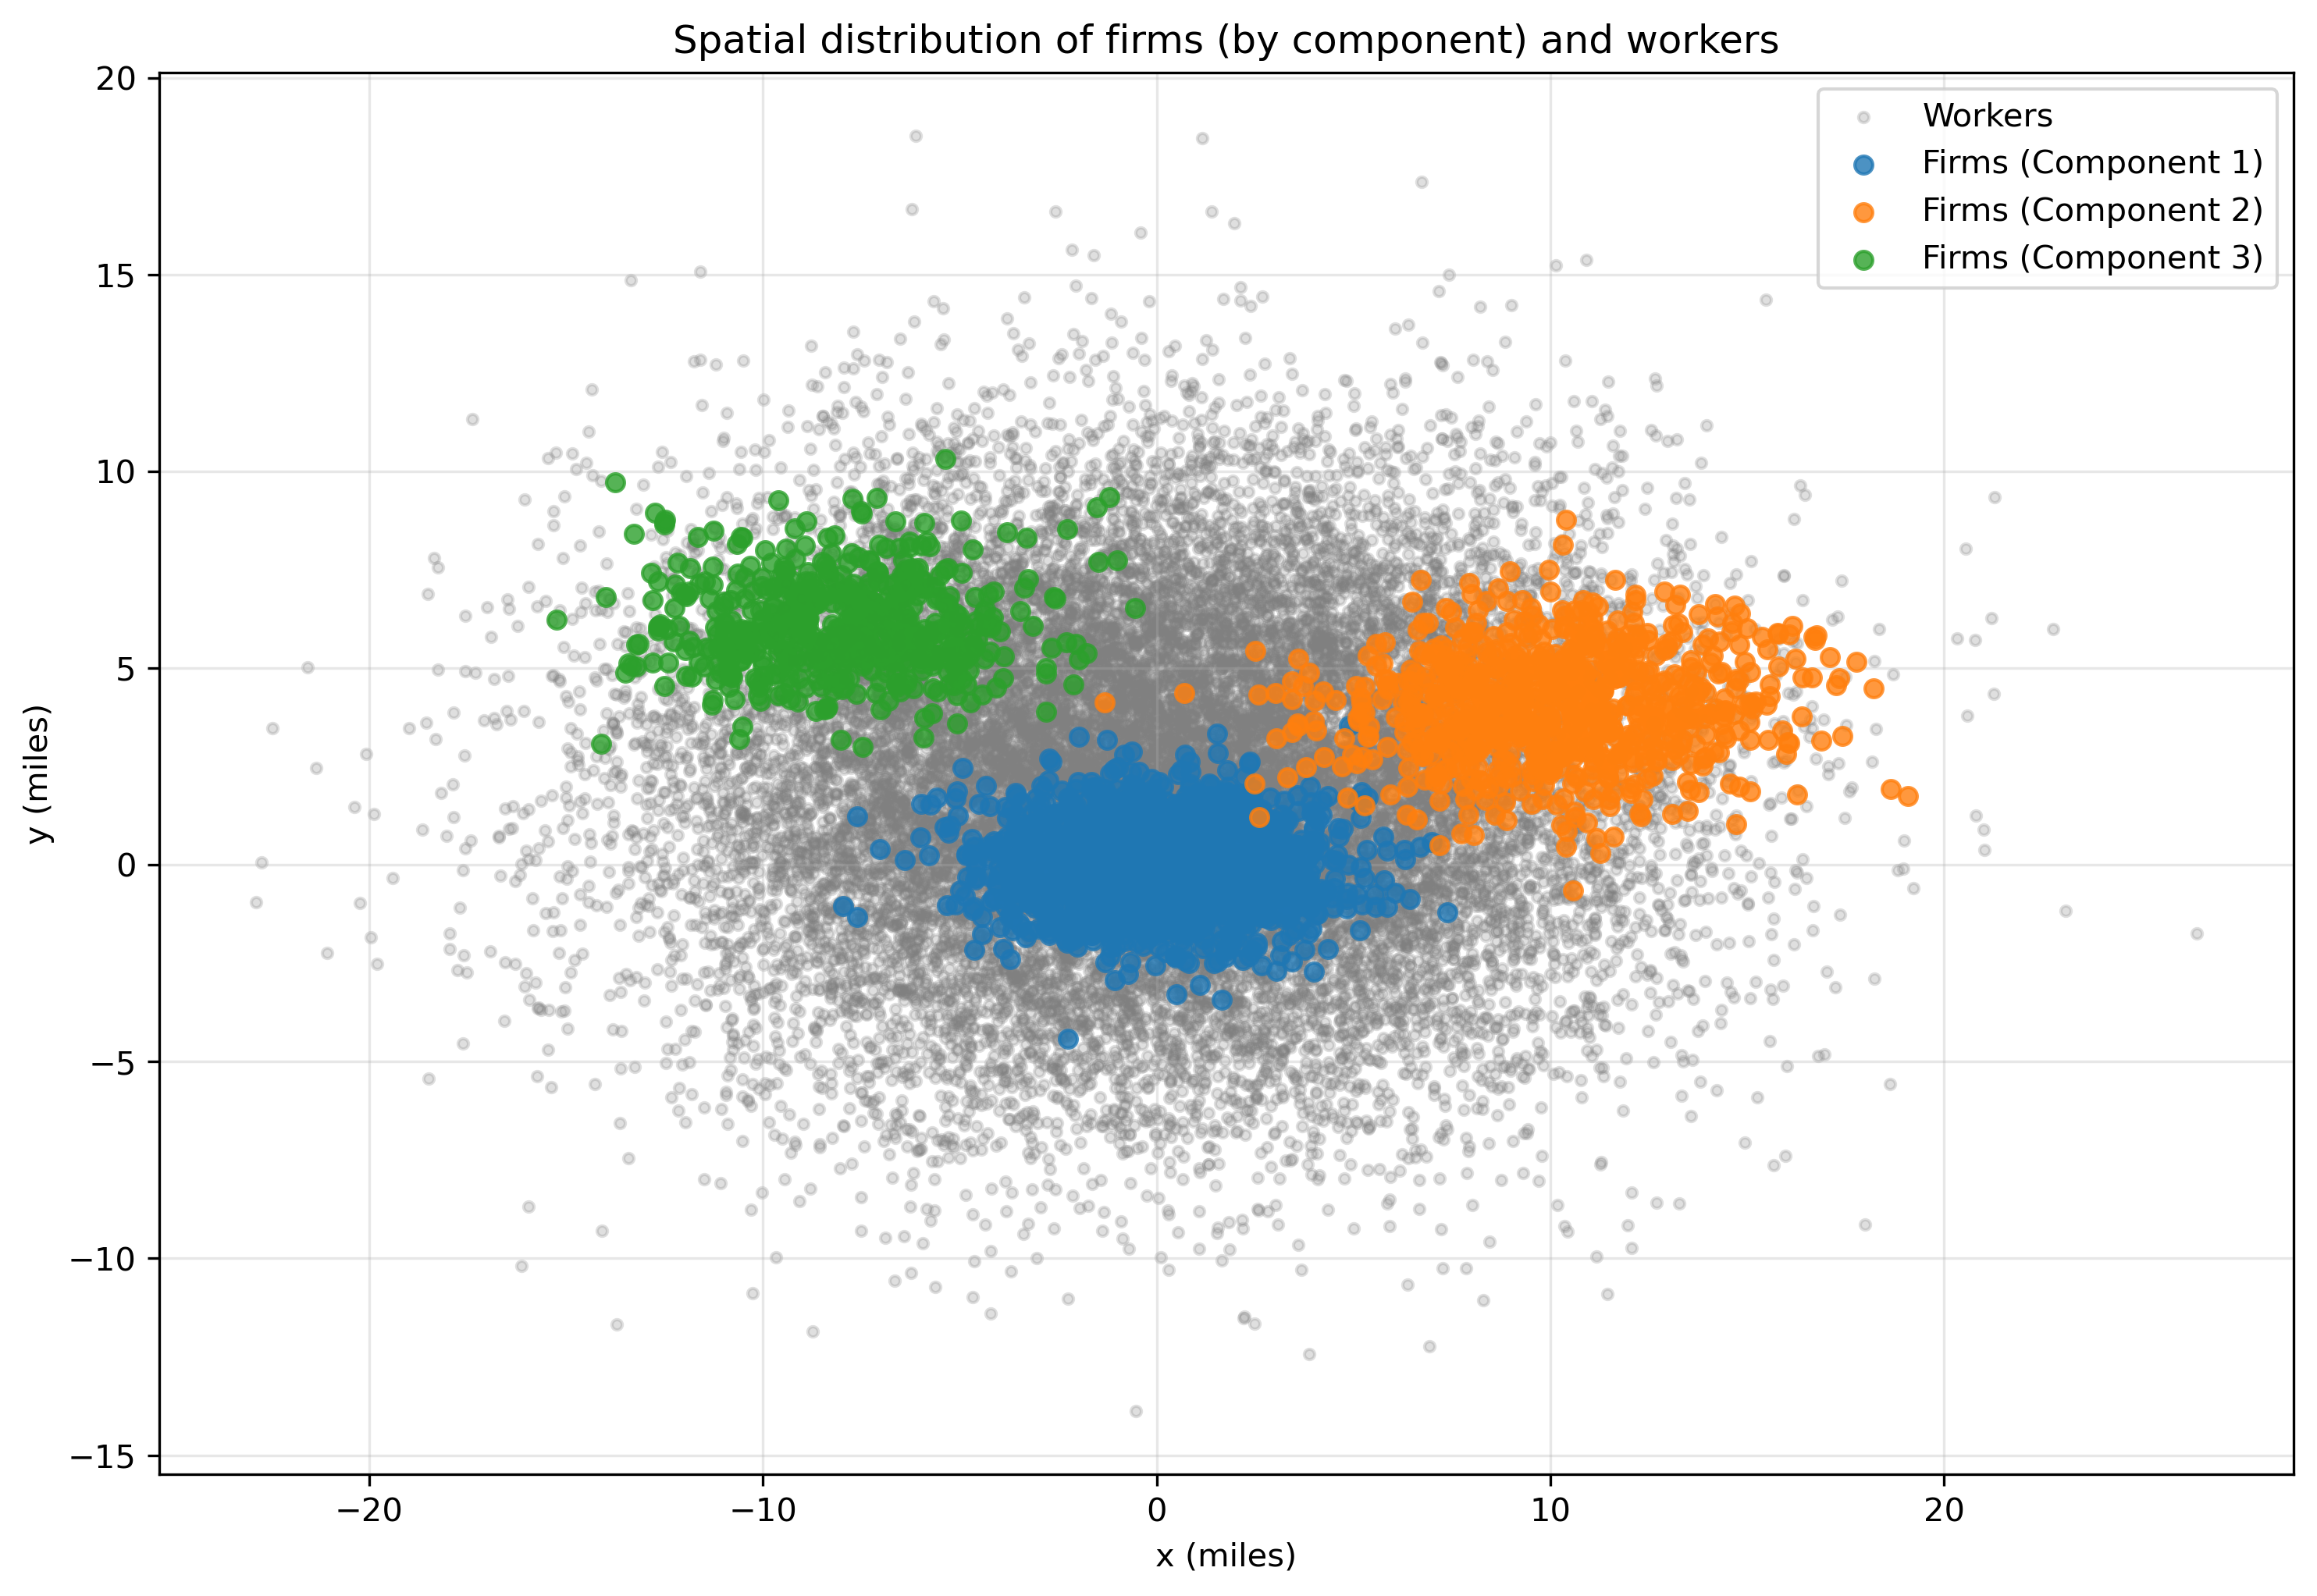 Spatial distribution of firms (by component) and workers
Workers
Firms (Component 1)
Firms (Component 2)
Firms (Component 3)
20
15
10
5
0
−5
−10
−15
y (miles)
−20
−10
0
10
20
x (miles)